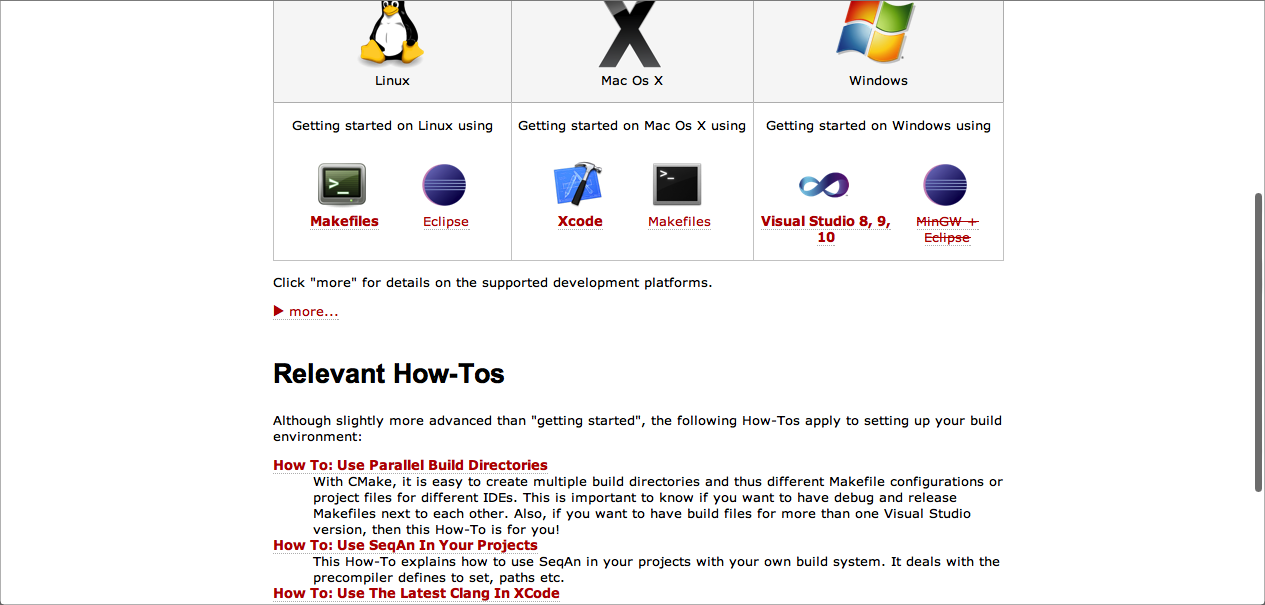 Linux
Mac Os X
Windows
Getting started on Linux using
Getting started on Mac Os X using
Getting started on Windows using
>_
>_
Makefiles
Eclipse
Xcode
Makefiles
Visual Studio 8, 9,
10
MinGW +
Eclipse
Click "more" for details on the supported development platforms.
more...
Relevant How-Tos
Although slightly more advanced than "getting started", the following How-Tos apply to setting up your build
environment:
How To: Use Parallel Build Directories
With CMake, it is easy to create multiple build directories and thus different Makefile configurations or
project files for different IDEs. This is important to know if you want to have debug and release
Makefiles next to each other. Also, if you want to have build files for more than one Visual Studio
version, then this How-To is for you!
How To: Use SeqAn In Your Projects
This How-To explains how to use SeqAn in your projects with your own build system. It deals with the
precompiler defines to set, paths etc.
How To: Use The Latest Clang In XCode